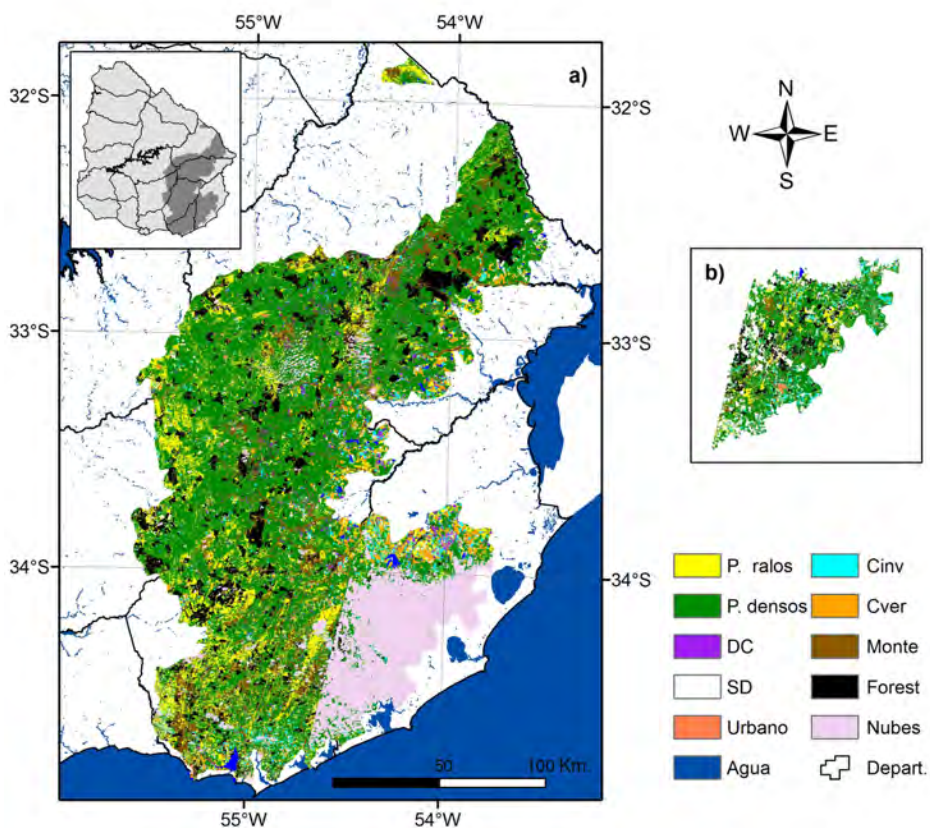 55°W 54°W
a)
32°S 32°S
N
W E
S
b)
33°S 33°S
34°S 34°S
P. ralos Cinv
P. densos Cver
DC Monte
SD Forest
Urbano Nubes
Agua Depart.
50 100 Km.
55°W 54°W